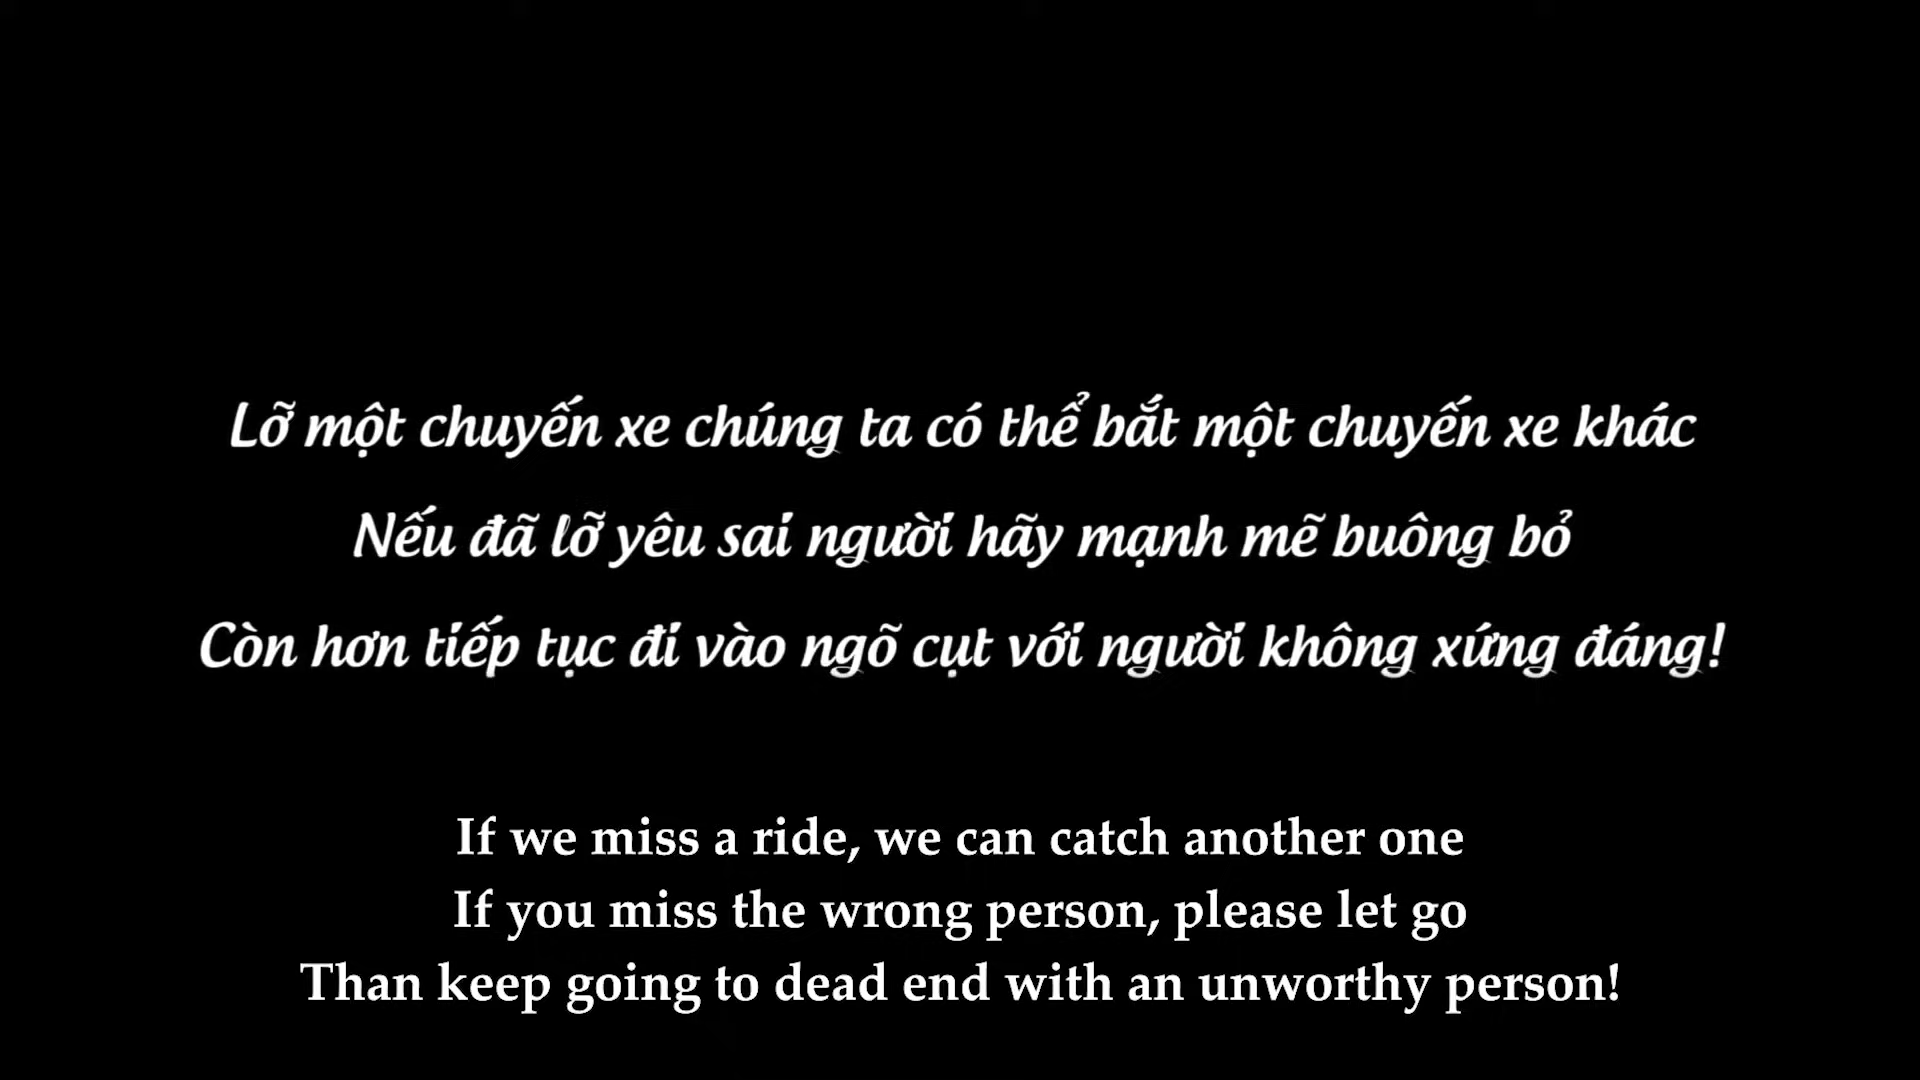 Lỡ một chuyến xe chúng ta có thể bắt một chuyến xe khác
Nếu đã lỡ yêu sai người hãy mạnh mẽ buông bỏ
Còn hơn tiếp tục đi vào ngõ cụt với người không xứng đáng!
If we miss a ride, we can catch another one
If you miss the wrong person, please let go
Than keep going to dead end with an unworthy person!